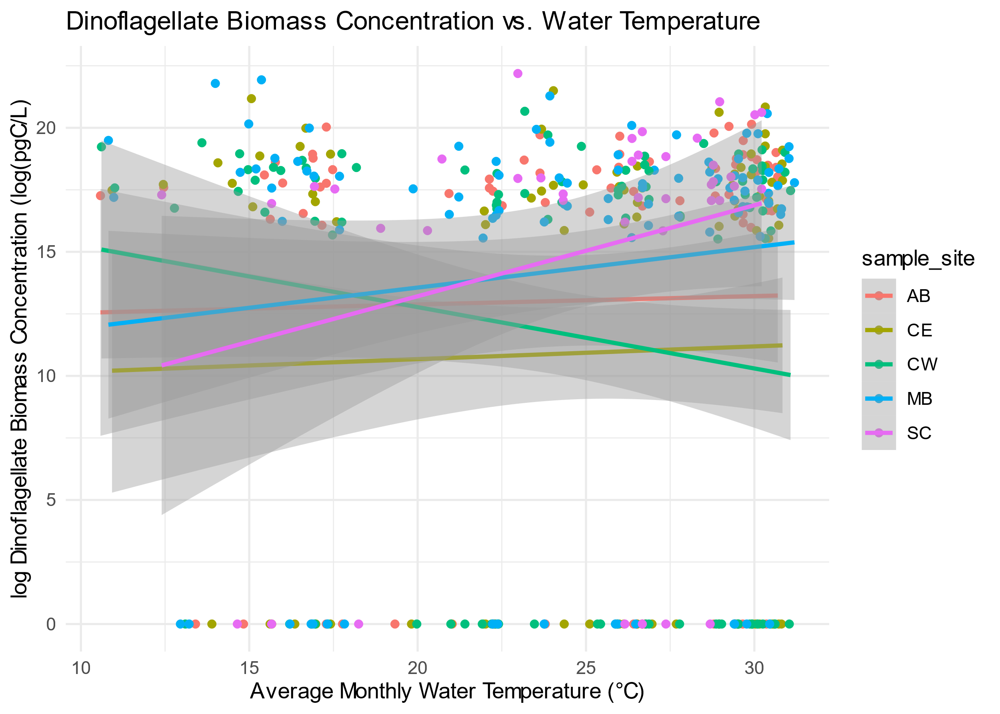 Dinoflagellate Biomass Concentration vs. Water Temperature
log Dinoflagellate Biomass Concentration (log(pgC/L)
20
15
10
5
0
10 15 20 25 30
Average Monthly Water Temperature (°C)
sample_site
AB
CE
CW
MB
SC